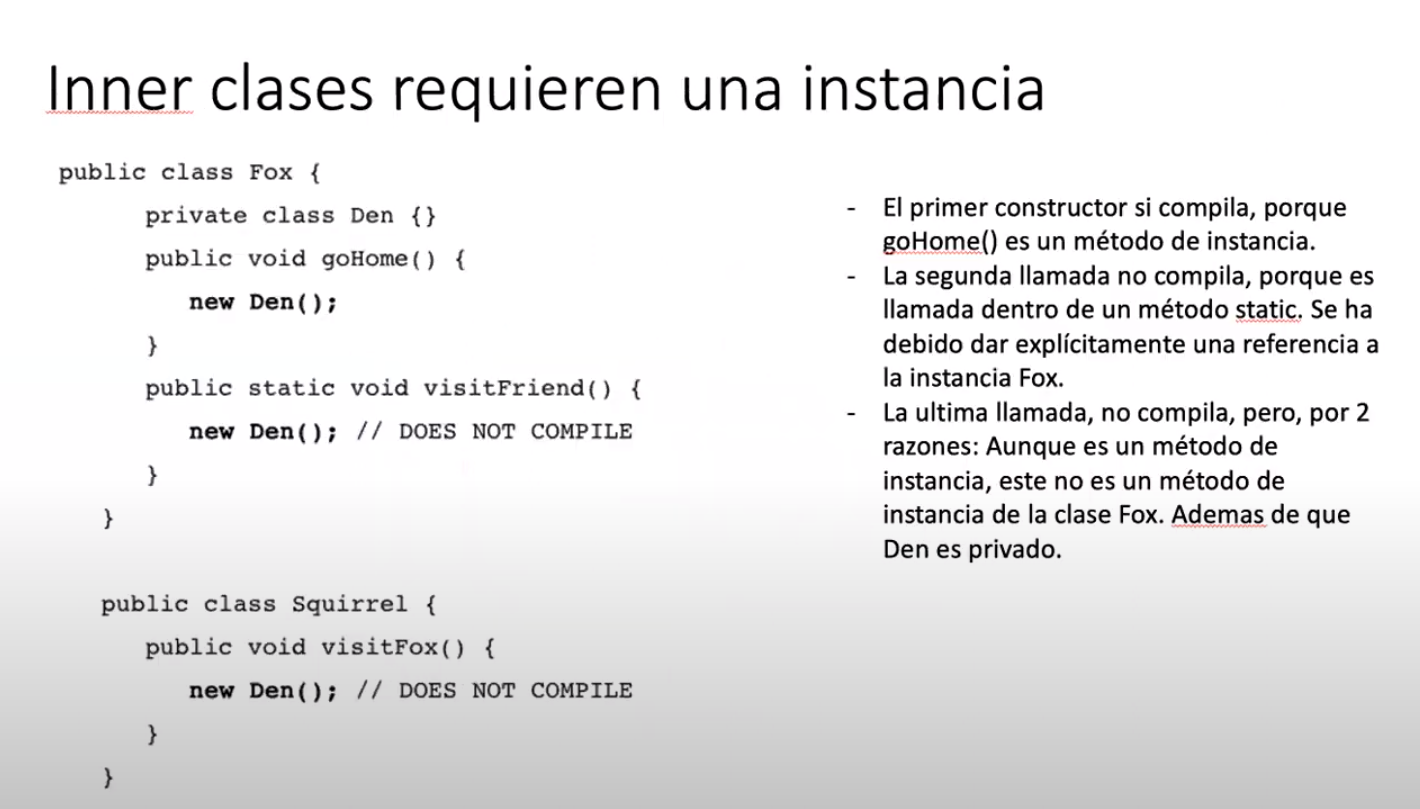 Inner clases requieren una instancia
public class Fox {
private class Den {}
public void goHome() {
new Den();
}
public static void visitFriend() {
new Den(); // DOES NOT COMPILE
}
}
public class Squirrel {
public void visitFox() {
new Den(); // DOES NOT COMPILE
}
}
- El primer constructor si compila, porque
goHome() es un método de instancia.
- La segunda llamada no compila, porque es
llamada dentro de un método static. Se ha
debido dar explícitamente una referencia a
la instancia Fox.
- La ultima llamada, no compila, pero, por 2
razones: Aunque es un método de
instancia, este no es un método de
instancia de la clase Fox. Ademas de que
Den es privado.